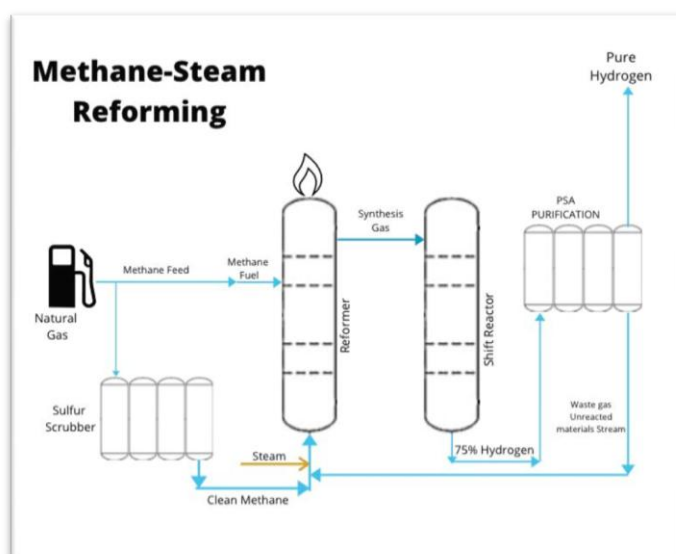 Methane-Steam
Reforming
Pure
Hydrogen
PSA
PURIFICATION
Synthesis
Gas
Methane
Fuel
Methane Feed
Natural
Gas
Reformer
Shift Reactor
Sulfur
Scrubber
Waste gas
Unreacted
materials Stream
75% Hydrogen
Steam
Clean Methane